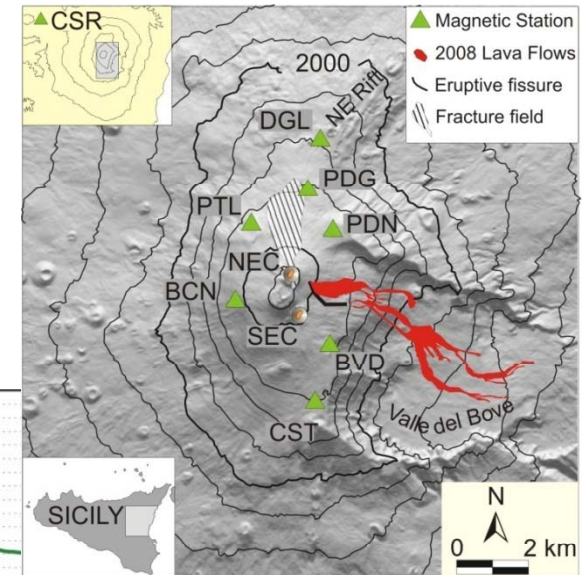 CSR
Magnetic Station
2008 Lava Flows
Eruptive fissure
Fracture field
2000
DGL
NE Rift
PDG
PTL
PDN
NEC
BCN
SEC
BVD
CST
Valle del Bove
SICILY
N
0 2 km